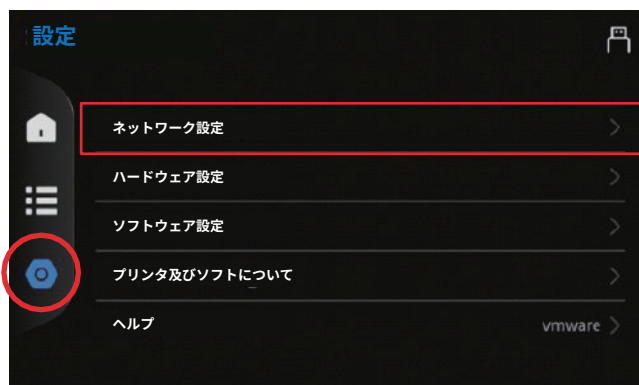 設定
ネットワーク設定
ハードウェア設定
ソフトウェア設定
プリンタ及びソフトについて
ヘルプ vmware